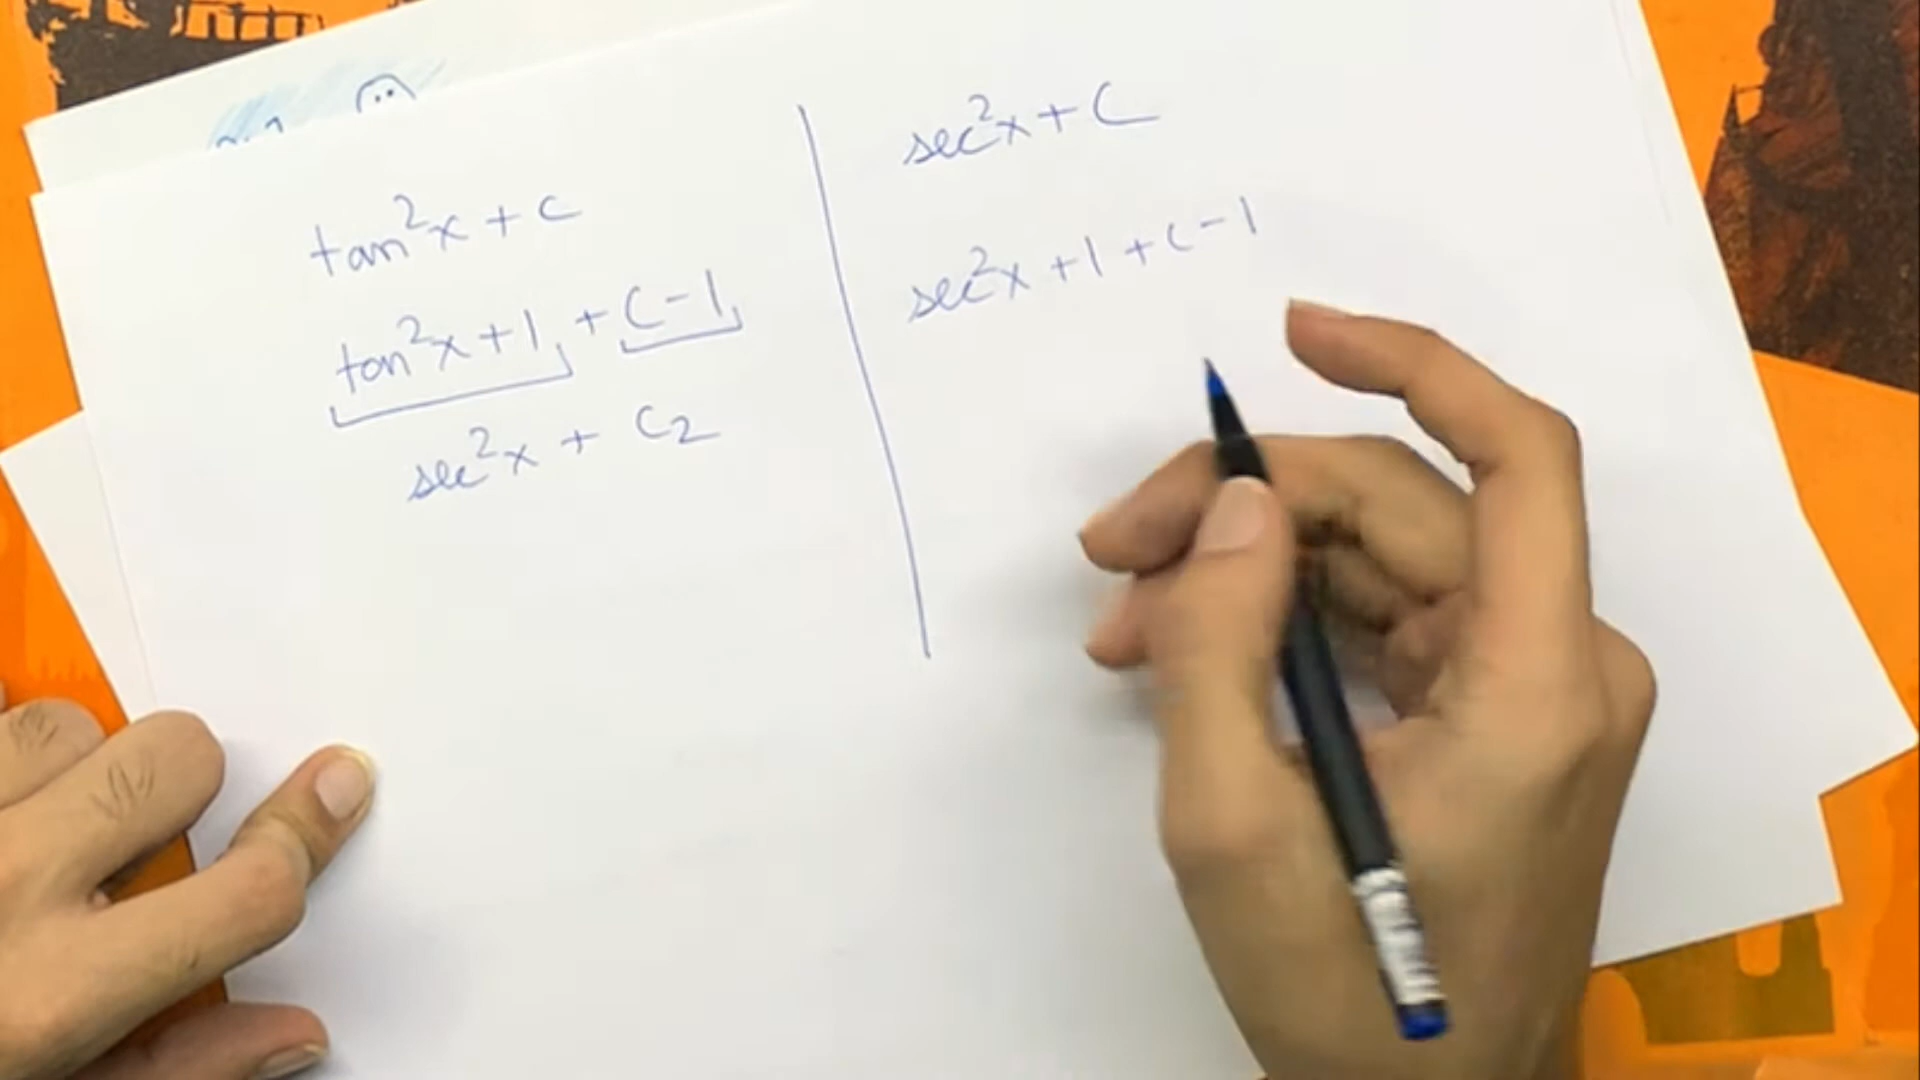 tan²x + c
tan²x + 1 + c - 1
sec²x + c₂
sec²x + c
sec²x + 1 + c - 1